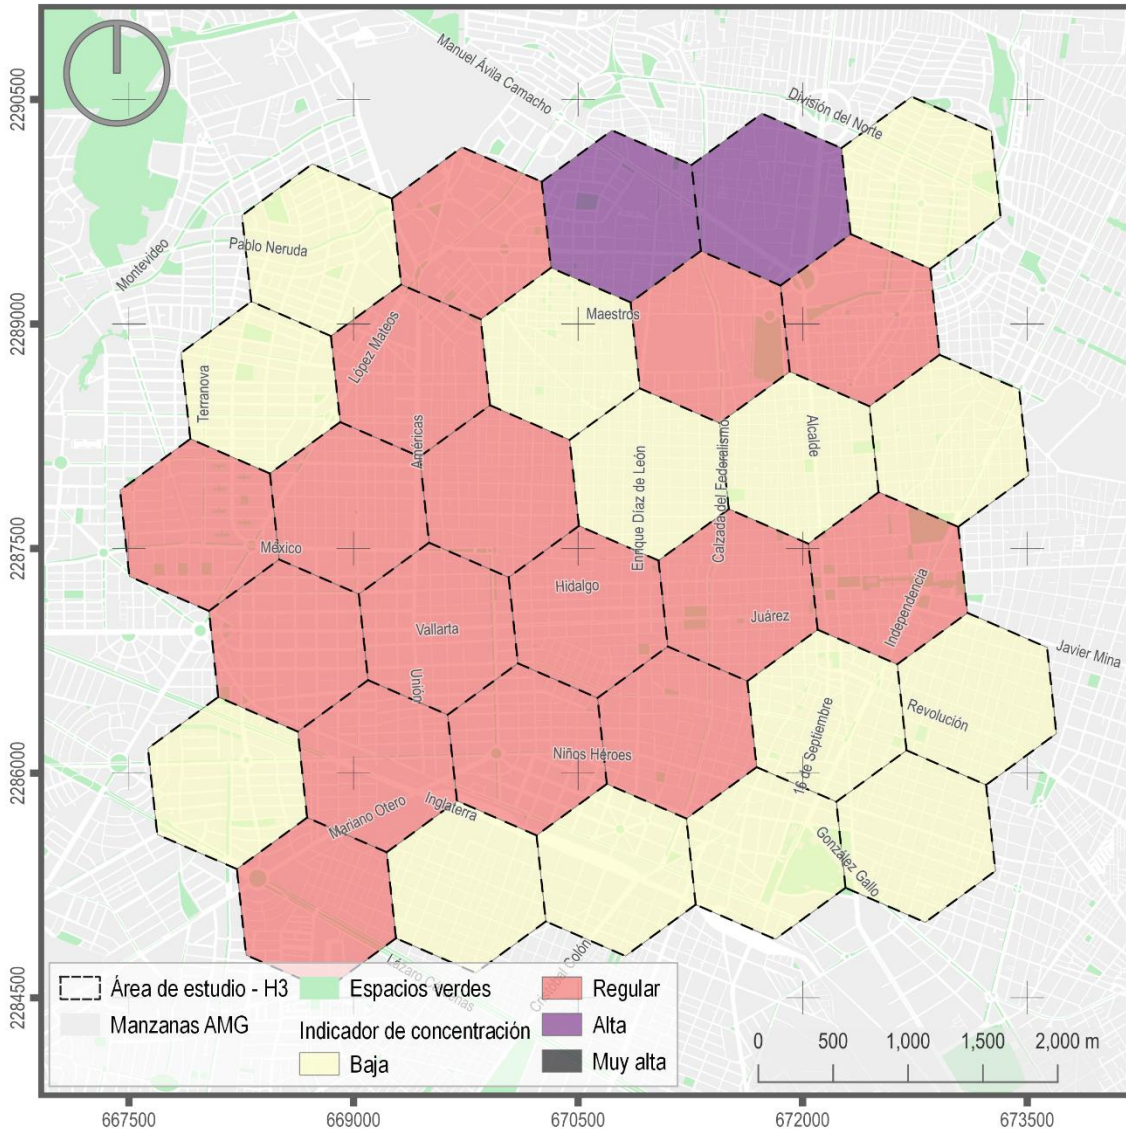 Manuel Ávila Camacho
División del Norte
2290500
Pablo Neruda
Montevideo
Maestros
2289000
López Mateos
Terranova
Américas
Alcalde
Enrique Díaz de León
Calzada del Federalismo
2287500
México
Hidalgo
Independencia
Juárez
Vallarta
Javier Mina
Unión
Revolución
16 de Septiembre
Niños Héroes
2286000
Inglaterra
Mariano Otero
González Gallo
Lázaro Cárdenas
Cristobal Colón
2284500
Área de estudio - H3
Manzanas AMG
Espacios verdes
Indicador de concentración
Baja
Regular
Alta
Muy alta
0 500 1,000 1,500 2,000 m
667500 669000 670500 672000 673500